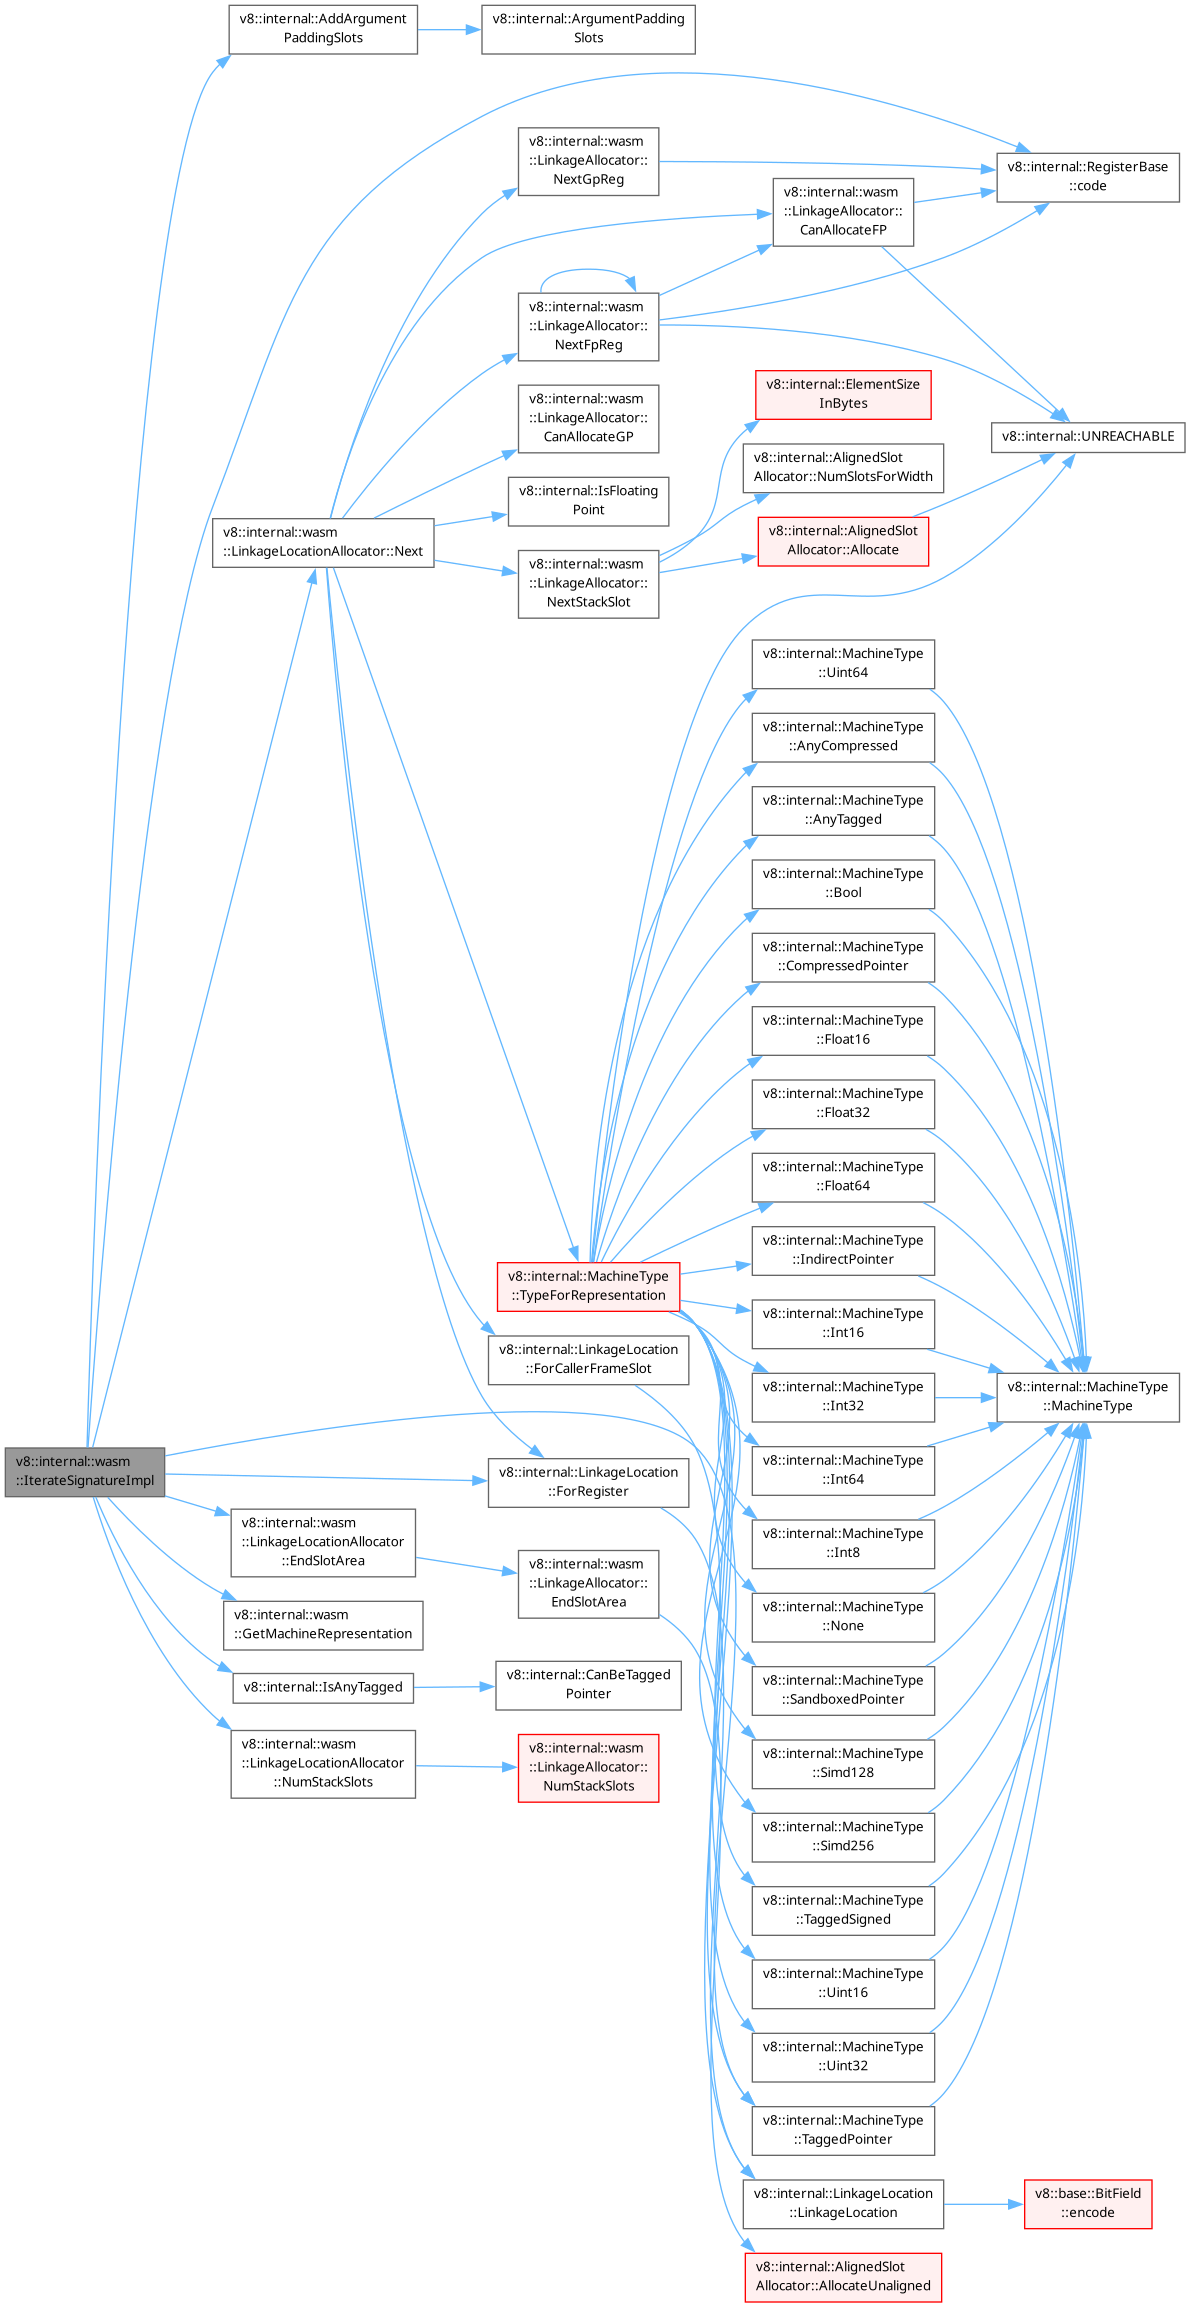 v8::internal::AddArgument
PaddingSlots
v8::internal::ArgumentPadding
Slots
v8::internal::wasm
::LinkageAllocator::
NextGpReg
v8::internal::RegisterBase
::code
v8::internal::wasm
::LinkageAllocator::
CanAllocateFP
v8::internal::wasm
::LinkageAllocator::
NextFpReg
v8::internal::ElementSize
InBytes
v8::internal::wasm
::LinkageAllocator::
CanAllocateGP
v8::internal::UNREACHABLE
v8::internal::AlignedSlot
Allocator::NumSlotsForWidth
v8::internal::IsFloating
Point
v8::internal::wasm
::LinkageLocationAllocator::Next
v8::internal::AlignedSlot
Allocator::Allocate
v8::internal::wasm
::LinkageAllocator::
NextStackSlot
v8::internal::MachineType
::Uint64
v8::internal::MachineType
::AnyCompressed
v8::internal::MachineType
::AnyTagged
v8::internal::MachineType
::Bool
v8::internal::MachineType
::CompressedPointer
v8::internal::MachineType
::Float16
v8::internal::MachineType
::Float32
v8::internal::MachineType
::Float64
v8::internal::MachineType
::IndirectPointer
v8::internal::MachineType
::TypeForRepresentation
v8::internal::MachineType
::Int16
v8::internal::LinkageLocation
::ForCallerFrameSlot
v8::internal::MachineType
::Int32
v8::internal::MachineType
::MachineType
v8::internal::wasm
::IterateSignatureImpl
v8::internal::MachineType
::Int64
v8::internal::LinkageLocation
::ForRegister
v8::internal::wasm
::LinkageLocationAllocator
::EndSlotArea
v8::internal::MachineType
::Int8
v8::internal::wasm
::LinkageAllocator::
EndSlotArea
v8::internal::wasm
::GetMachineRepresentation
v8::internal::MachineType
::None
v8::internal::IsAnyTagged
v8::internal::CanBeTagged
Pointer
v8::internal::MachineType
::SandboxedPointer
v8::internal::wasm
::LinkageLocationAllocator
::NumStackSlots
v8::internal::wasm
::LinkageAllocator::
NumStackSlots
v8::internal::MachineType
::Simd128
v8::internal::MachineType
::Simd256
v8::internal::MachineType
::TaggedSigned
v8::internal::MachineType
::Uint16
v8::internal::MachineType
::Uint32
v8::internal::MachineType
::TaggedPointer
v8::internal::LinkageLocation
::LinkageLocation
v8::base::BitField
::encode
v8::internal::AlignedSlot
Allocator::AllocateUnaligned